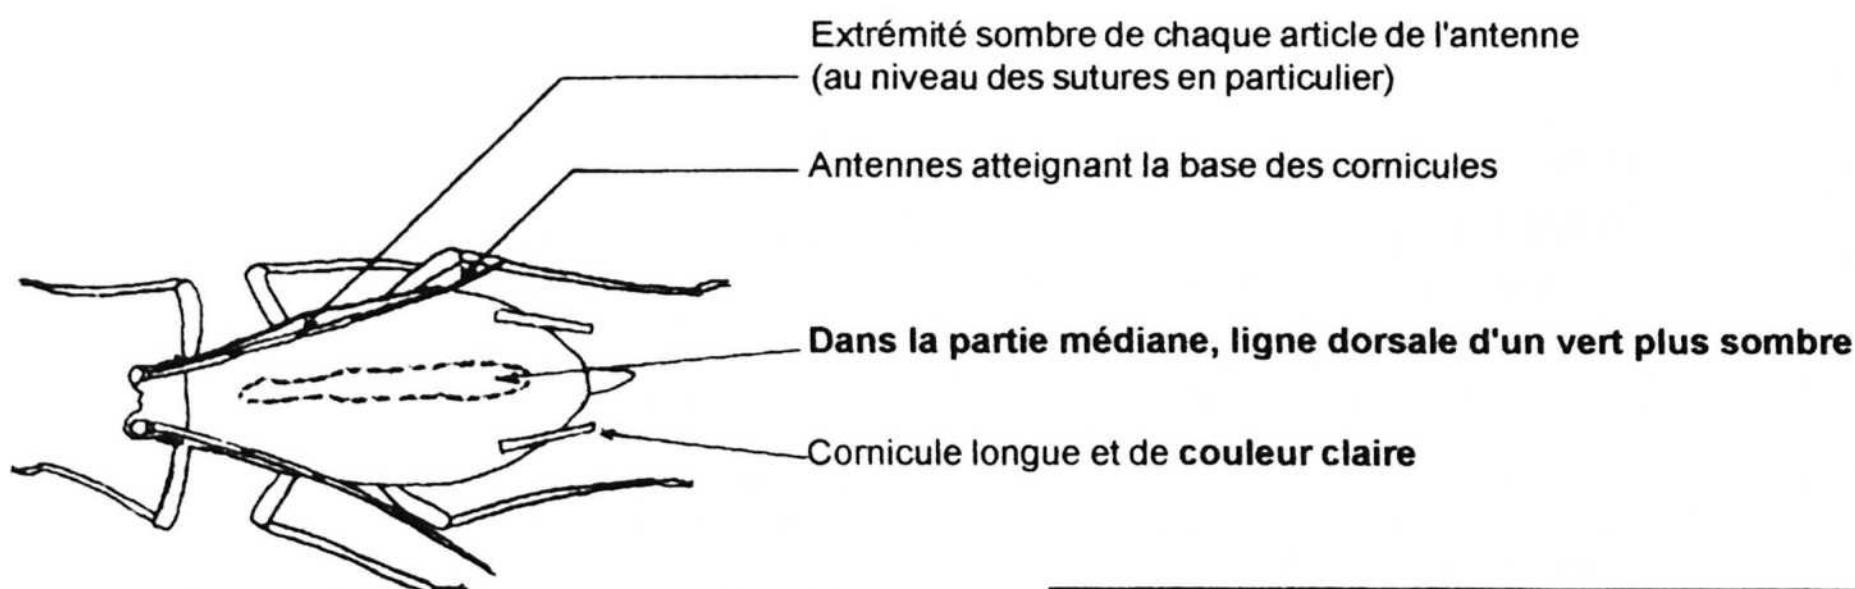 Extrémité sombre de chaque article de l'antenne
(au niveau des sutures en particulier)
Antennes atteignant la base des cornicules
Dans la partie médiane, ligne dorsale d'un vert plus sombre
Cornicule longue et de couleur claire